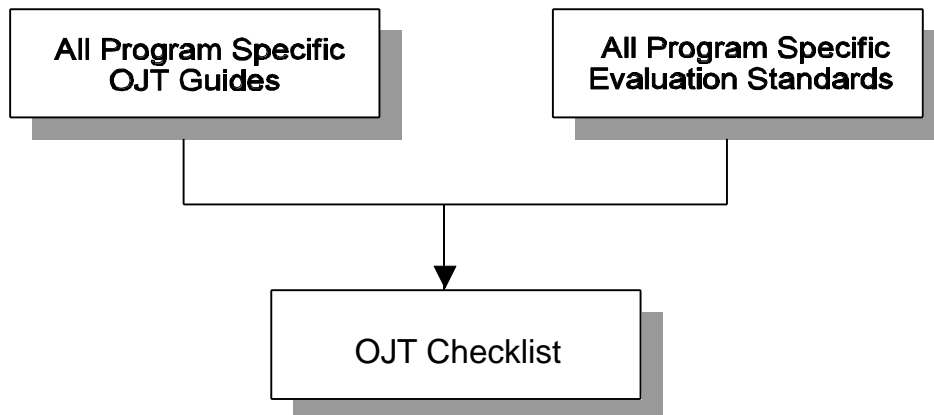 All Program Specific
OJT Guides
All Program Specific
Evaluation Standards
OJT Checklist